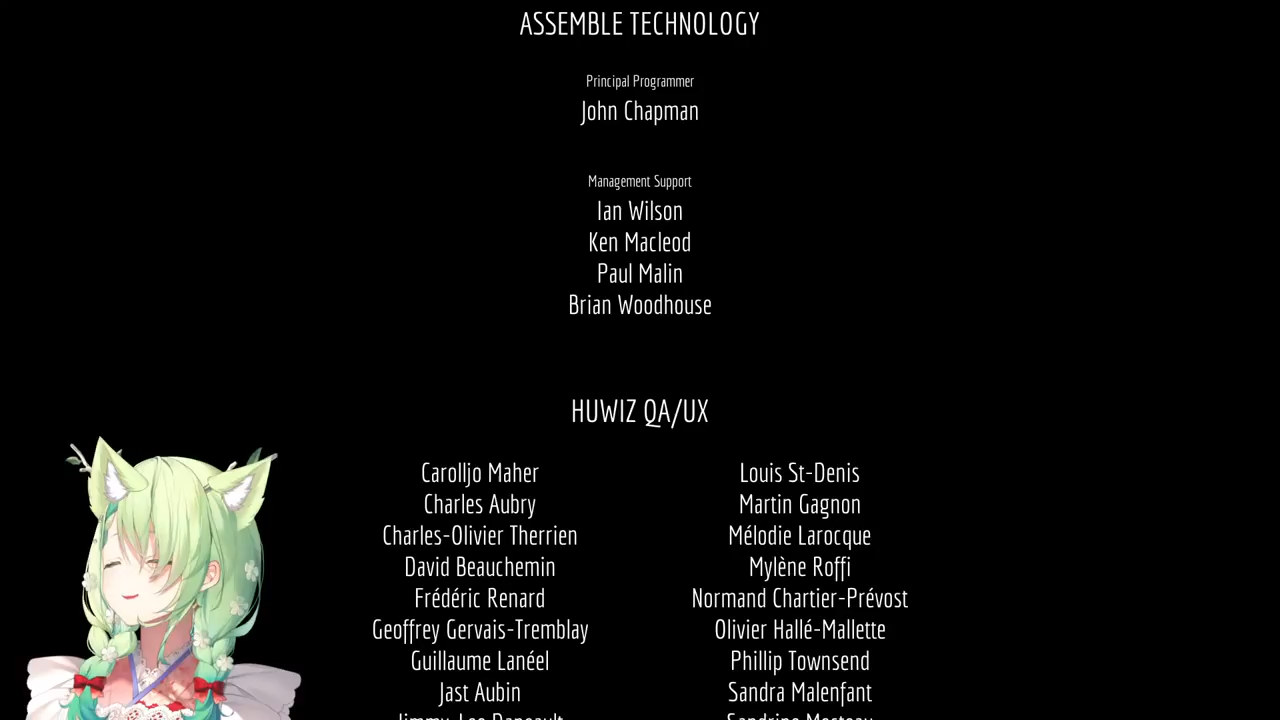 ASSEMBLE TECHNOLOGY
Principal Programmer
John Chapman
Management Support
Ian Wilson
Ken Macleod
Paul Malin
Brian Woodhouse
HUWIZ QA/UX
Carolljo Maher
Charles Aubry
Charles-Olivier Therrien
David Beauchemin
Frédéric Renard
Geoffrey Gervais-Tremblay
Guillaume Lanéel
Jast Aubin
Louis St-Denis
Martin Gagnon
Mélodie Larocque
Mylène Roffi
Normand Chartier-Prévost
Olivier Hallé-Mallette
Phillip Townsend
Sandra Malenfant